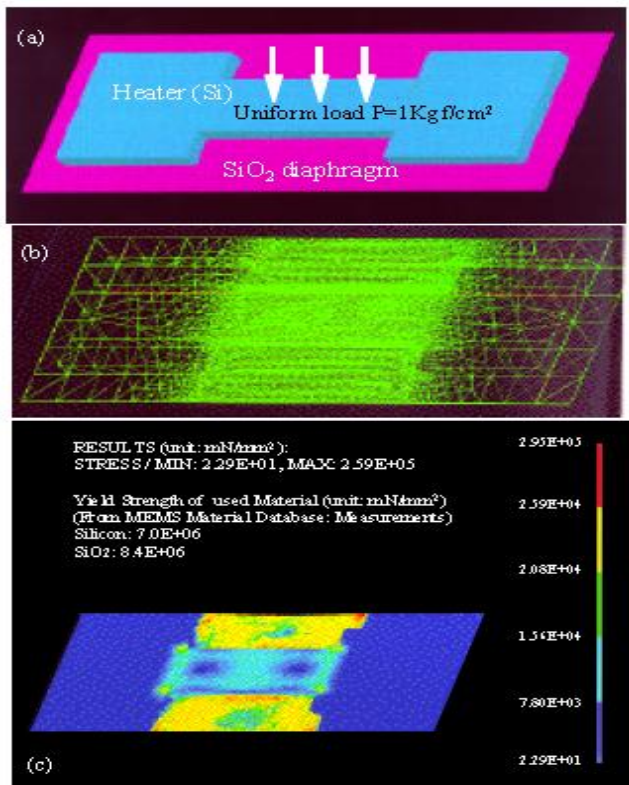 (a)
Heater (Si)
Uniform load P=1Kgf/cm²
SiO₂ diaphragm
(b)
RESULTS (unit: mN/mm²):
STRESS / MIN: 2.29E+01, MAX: 2.59E+05
Yield Strength of used Material (unit: mN/mm²)
(From MEMS Material Database: Measurements)
Silicon: 7.0E+06
SiO2: 8.4E+06
2.95E+05
2.59E+04
2.08E+04
1.56E+04
7.80E+03
2.29E+01
(c)